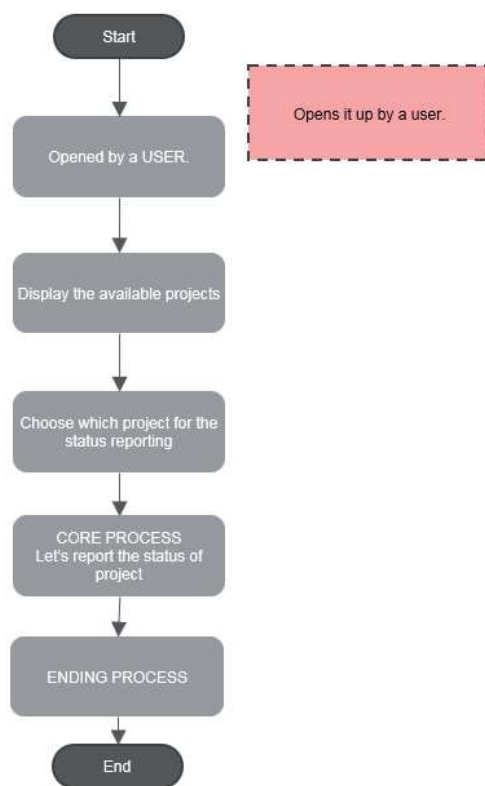 Start
Opens it up by a user.
Opened by a USER.
Display the available projects
Choose which project for the
status reporting
CORE PROCESS
Let's report the status of
project
ENDING PROCESS
End